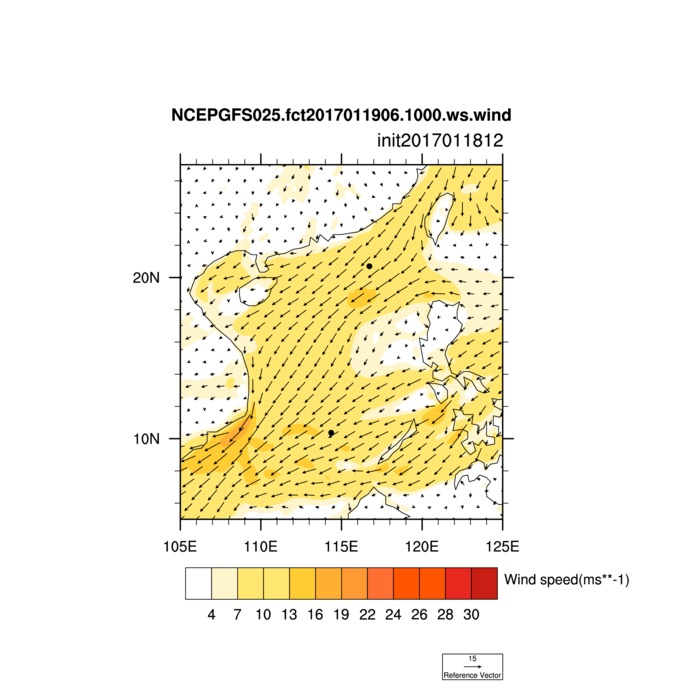 NCEPGFS025.fct2017011906.1000.ws.wind
init2017011812
20N
10N
105E 110E 115E 120E 125E
Wind speed(ms**-1)
4 7 10 13 16 19 22 24 26 28 30
15
Reference Vector